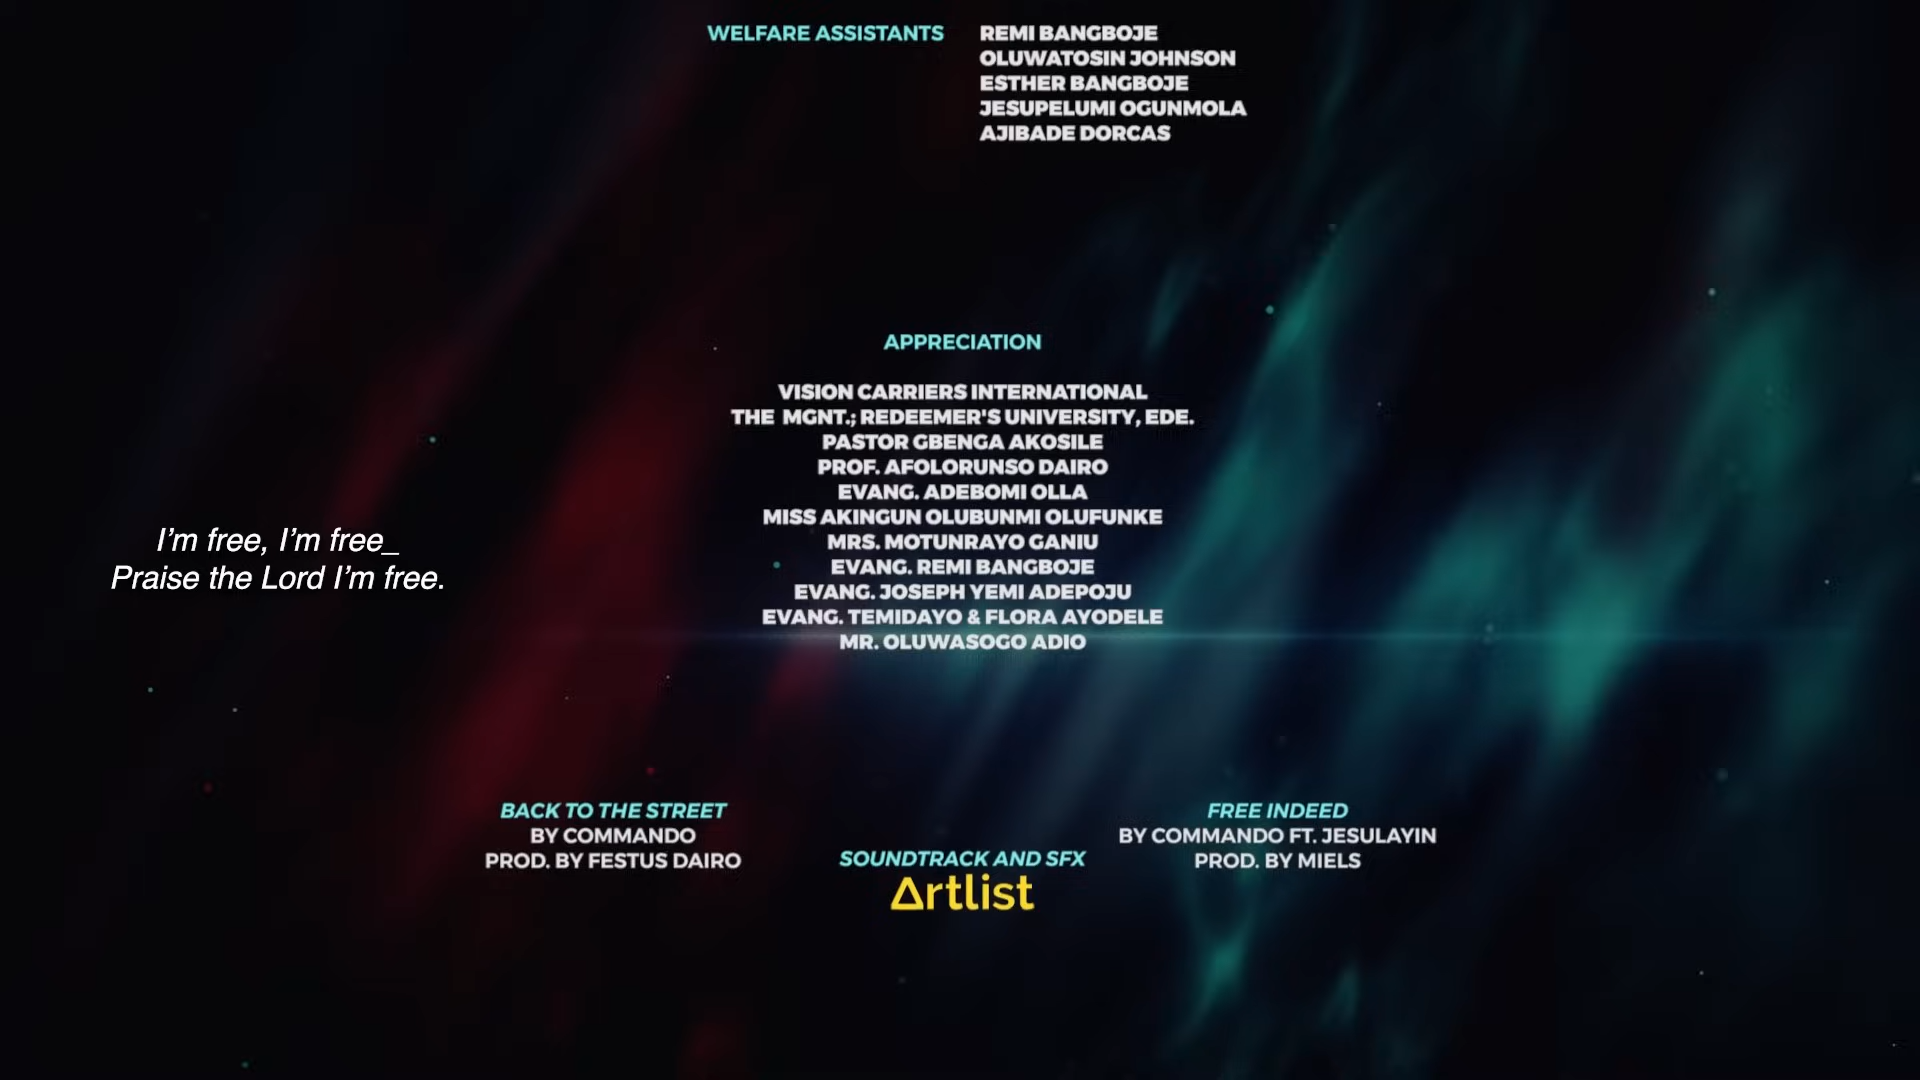 WELFARE ASSISTANTS REMI BANGBOJE
OLUWATOSIN JOHNSON
ESTHER BANGBOJE
JESUPELUMI OGUNMOLA
AJIBADE DORCAS
APPRECIATION
VISION CARRIERS INTERNATIONAL
THE MGNT.; REDEEMER'S UNIVERSITY, EDE.
PASTOR GBENGA AKOSILE
PROF. AFOLORUNSO DAIRO
EVANG. ADEBOMI OLLA
MISS AKINGUN OLUBUNMI OLUFUNKE
MRS. MOTUNRAYO GANIU
EVANG. REMI BANGBOJE
EVANG. JOSEPH YEMI ADEPOJU
EVANG. TEMIDAYO & FLORA AYODELE
MR. OLUWASOGO ADIO
I'm free, I'm free_
Praise the Lord I'm free.
BACK TO THE STREET
BY COMMANDO
PROD. BY FESTUS DAIRO
SOUNDTRACK AND SFX
Artlist
FREE INDEED
BY COMMANDO FT. JESULAYIN
PROD. BY MIELS